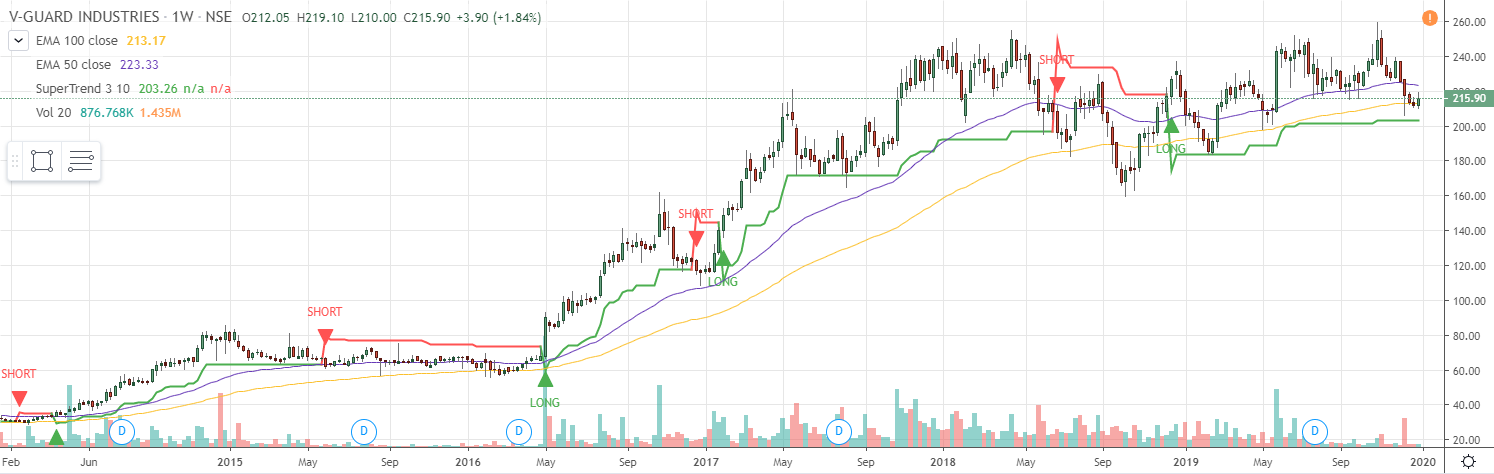 V-GUARD INDUSTRIES · 1W · NSE O212.05 H219.10 L210.00 C215.90 +3.90 (+1.84%)
EMA 100 close 213.17
EMA 50 close 223.33
SuperTrend 3 10 203.26 n/a n/a
Vol 20 876.768K 1.435M
260.00
240.00
215.90
200.00
180.00
160.00
140.00
120.00
100.00
80.00
60.00
40.00
20.00
SHORT
SHORT
LONG
SHORT
LONG
SHORT
LONG
D
D
D
D
D
Feb Jun 2015 May Sep 2016 May Sep 2017 May Sep 2018 May Sep 2019 May Sep 2020